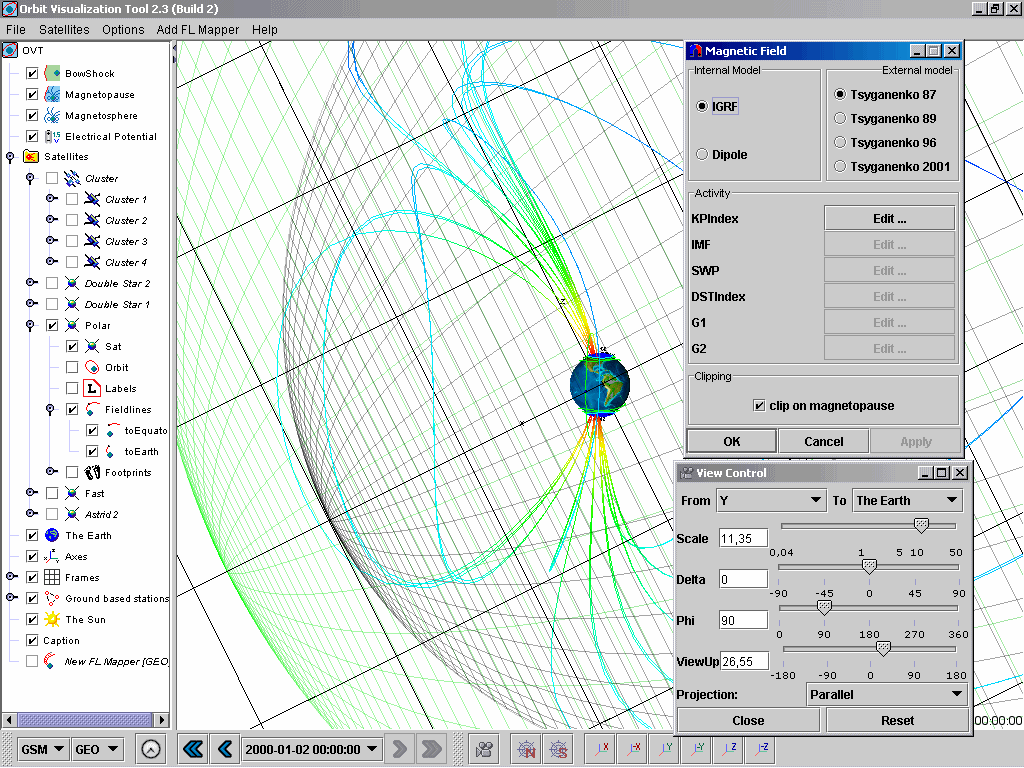 Orbit Visualization Tool 2.3 (Build 2)
File Satellites Options Add FL Mapper Help
OVT
BowShock
Magnetopause
Magnetosphere
Electrical Potential
Satellites
Cluster
Cluster 1
Cluster 2
Cluster 3
Cluster 4
Double Star 2
Double Star 1
Polar
Sat
Orbit
L Labels
Fieldlines
toEquato
toEarth
Footprints
Fast
Astrid 2
The Earth
Axes
Frames
Ground based stations
The Sun
Caption
New FL Mapper [GEO
Z
X
Magnetic Field
Internal Model External model
IGRF
Dipole
Tsyganenko 87
Tsyganenko 89
Tsyganenko 96
Tsyganenko 2001
Activity
KPIndex Edit ...
IMF Edit ...
SWP Edit ...
DSTIndex Edit ...
G1 Edit ...
G2 Edit ...
Clipping
clip on magnetopause
OK Cancel Apply
View Control
From Y To The Earth
Scale 11,35
0,04 1 5 10 50
Delta 0
-90 -45 0 45 90
Phi 90
0 90 180 270 360
ViewUp 26,55
-180 -90 0 90 180
Projection: Parallel
Close Reset
00:00:00
GSM GEO 2000-01-02 00:00:00 N S X -X Y -Y Z -Z